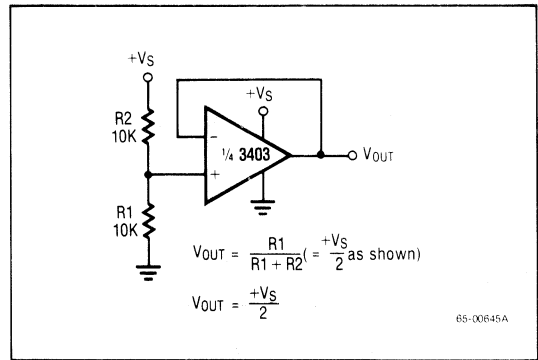 +VS
R2
10K
+VS
-
¼ 3403
+
VOUT
R1
10K
VOUT = R1 / R1 + R2 ( = +VS / 2 as shown)
VOUT = +VS / 2
65-00645A